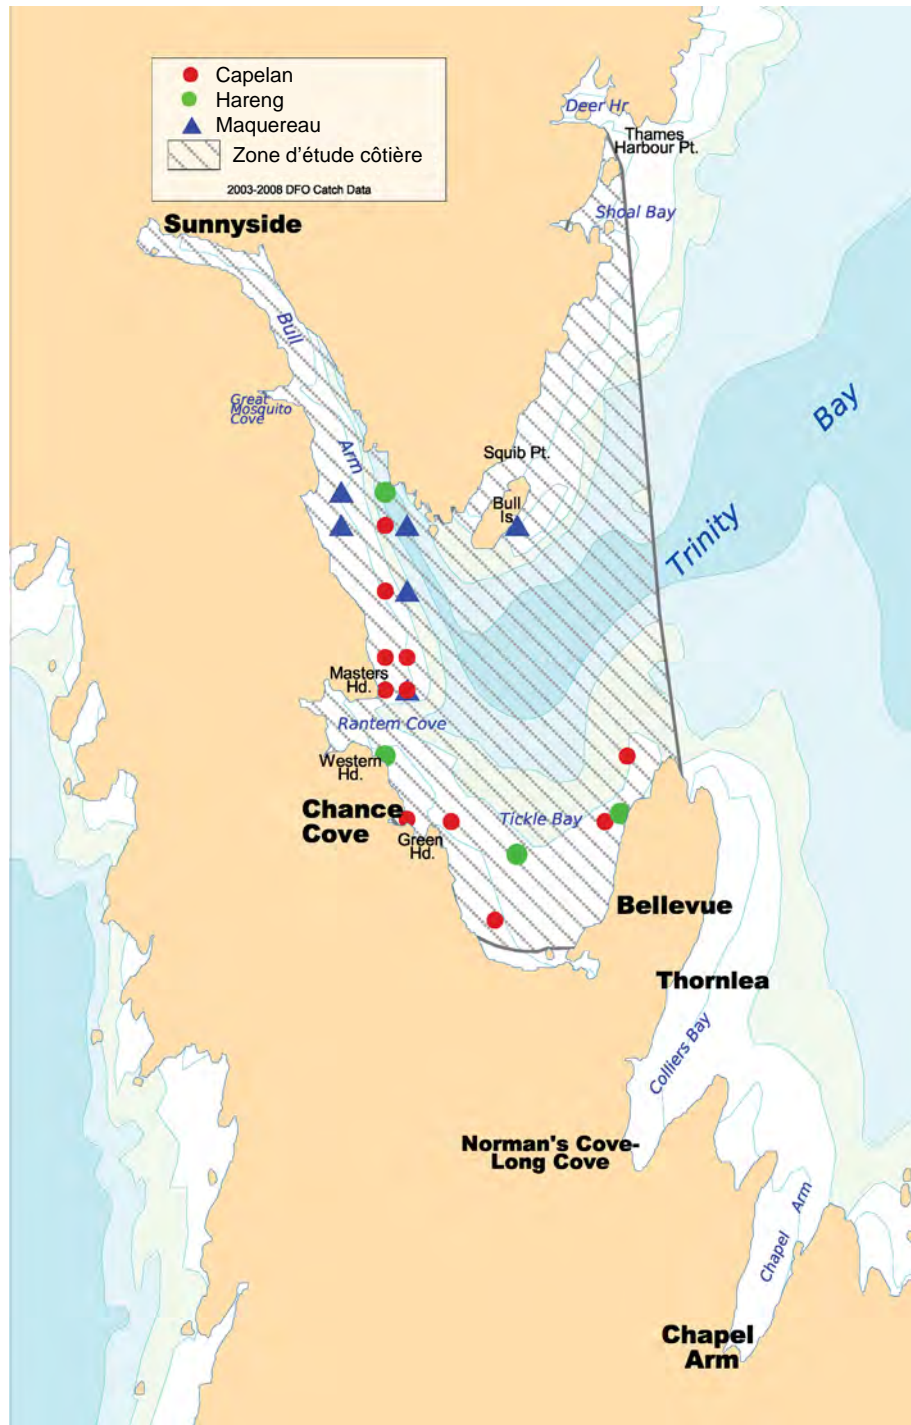 Capelan
Hareng
Maquereau
Zone d'étude côtière
2003-2008 DFO Catch Data
Deer Hr
Thames
Harbour Pt.
Shoal Bay
Sunnyside
Bull
Great
Mosquito
Cove
Arm
Squib Pt.
Bull
Is.
Bay
Trinity
Masters
Hd.
Rantem Cove
Western
Hd.
Chance
Cove
Green
Hd.
Tickle Bay
Bellevue
Thornlea
Colliers Bay
Norman's Cove-
Long Cove
Chapel Arm
Chapel
Arm